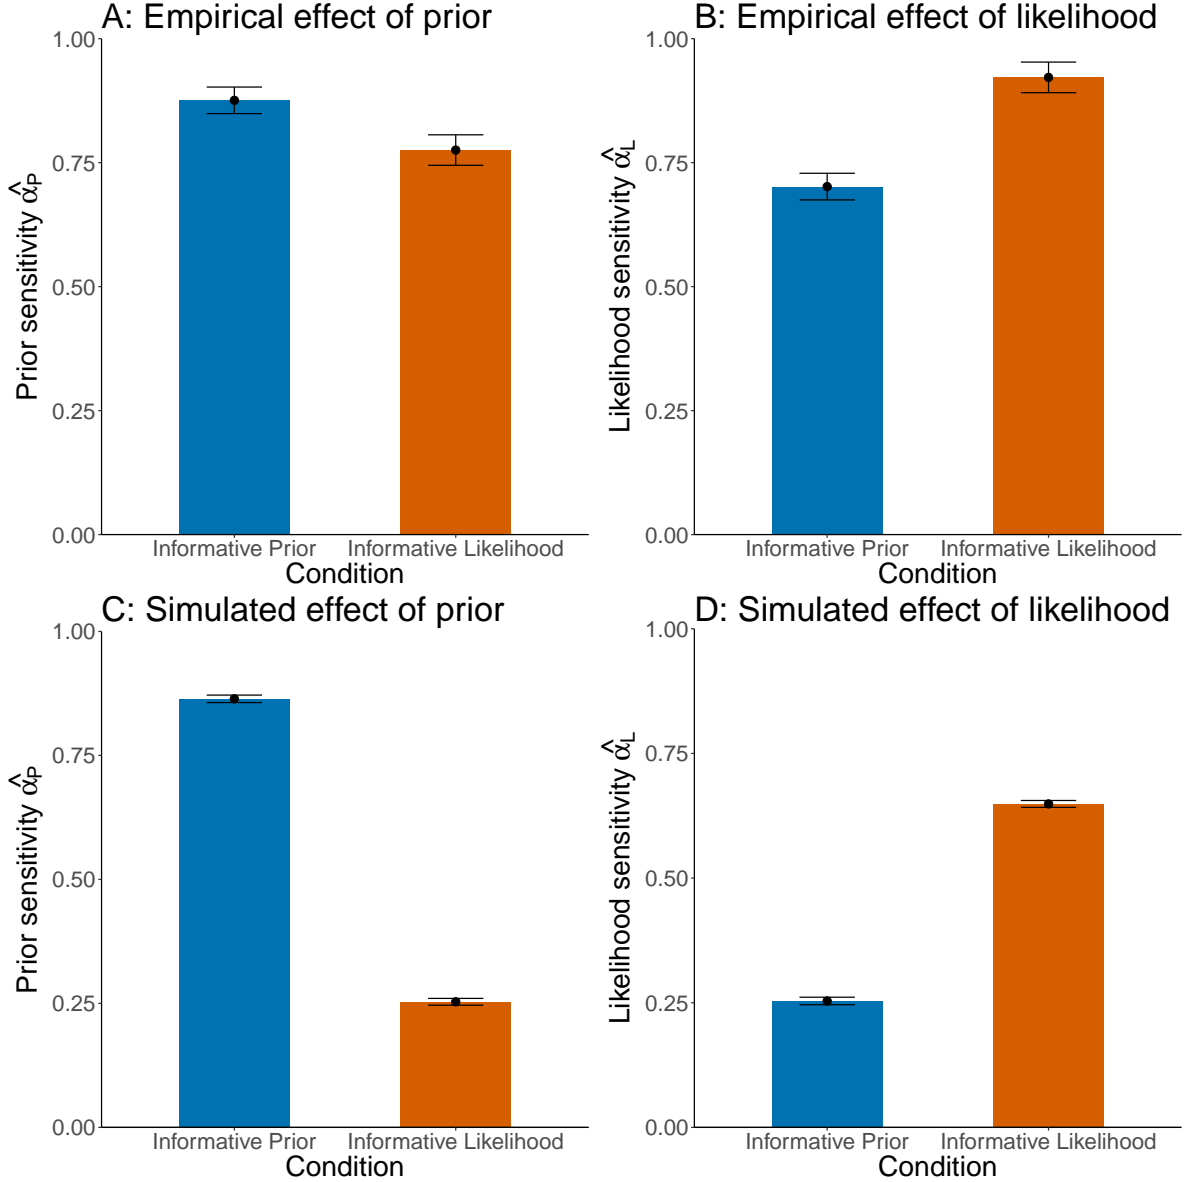 A: Empirical effect of prior
Prior sensitivity α̂P
1.00
0.75
0.50
0.25
0.00
Informative Prior
Informative Likelihood
Condition
B: Empirical effect of likelihood
Likelihood sensitivity α̂L
1.00
0.75
0.50
0.25
0.00
Informative Prior
Informative Likelihood
Condition
C: Simulated effect of prior
Prior sensitivity α̂P
1.00
0.75
0.50
0.25
0.00
Informative Prior
Informative Likelihood
Condition
D: Simulated effect of likelihood
Likelihood sensitivity α̂L
1.00
0.75
0.50
0.25
0.00
Informative Prior
Informative Likelihood
Condition